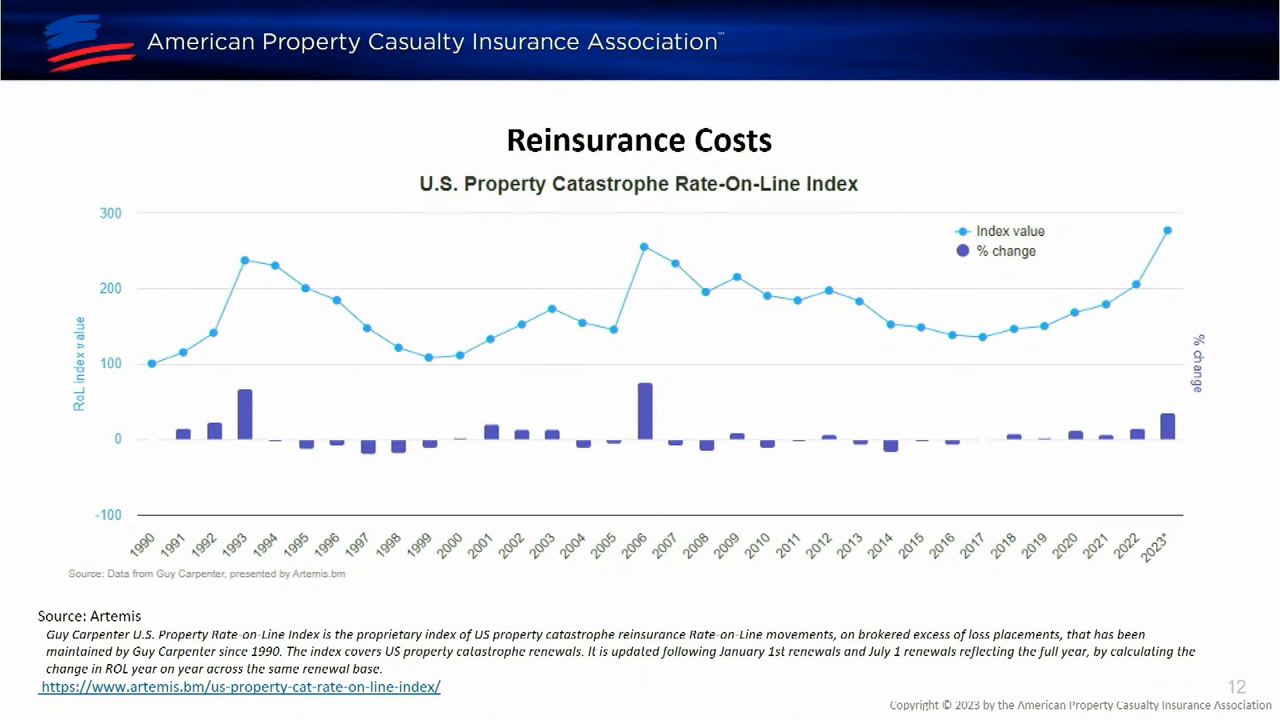 American Property Casualty Insurance Association™
Reinsurance Costs
U.S. Property Catastrophe Rate-On-Line Index
300
200
100
0
-100
RoL index value
Index value
% change
% change
1990
1991
1992
1993
1994
1995
1996
1997
1998
1999
2000
2001
2002
2003
2004
2005
2006
2007
2008
2009
2010
2011
2012
2013
2014
2015
2016
2017
2018
2019
2020
2021
2022
2023*
Source: Data from Guy Carpenter, presented by Artemis.bm
Source: Artemis
Guy Carpenter U.S. Property Rate-on-Line Index is the proprietary index of US property catastrophe reinsurance Rate-on-Line movements, on brokered excess of loss placements, that has been
maintained by Guy Carpenter since 1990. The index covers US property catastrophe renewals. It is updated following January 1st renewals and July 1 renewals reflecting the full year, by calculating the
change in ROL year on year across the same renewal base.
https://www.artemis.bm/us-property-cat-rate-on-line-index/
12
Copyright © 2023 by the American Property Casualty Insurance Association